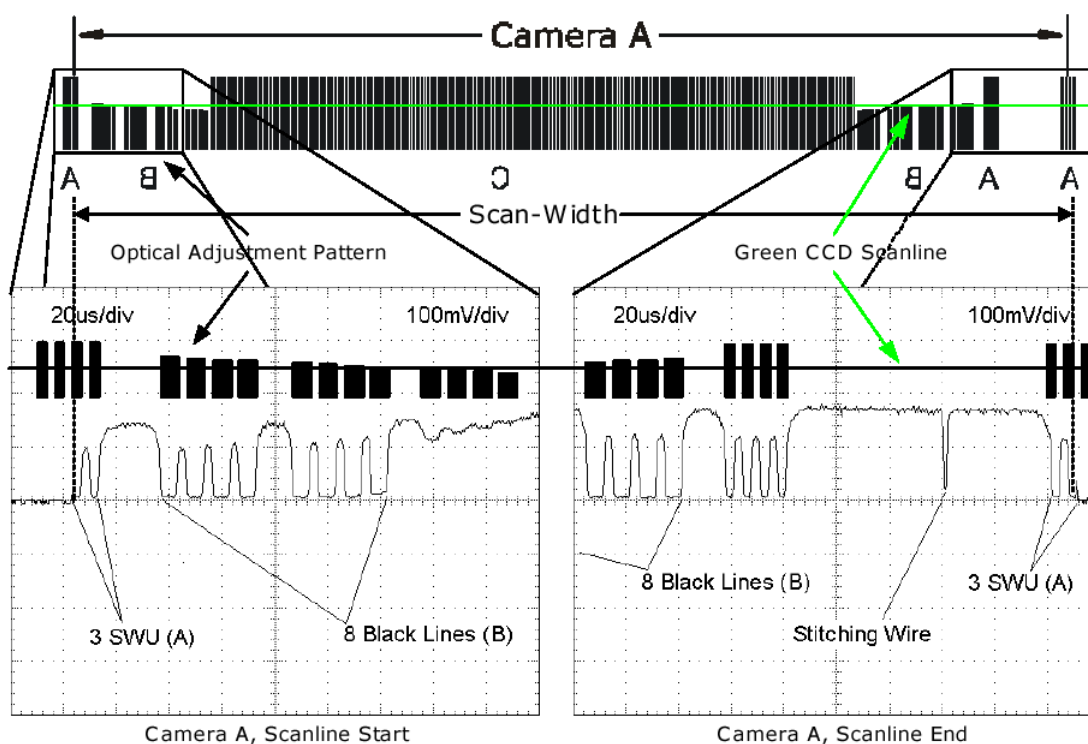 Camera A
A B C B A A
Scan-Width
Optical Adjustment Pattern
Green CCD Scanline
20us/div 100mV/div
20us/div 100mV/div
8 Black Lines (B)
3 SWU (A)
3 SWU (A)
8 Black Lines (B)
Stitching Wire
Camera A, Scanline Start
Camera A, Scanline End